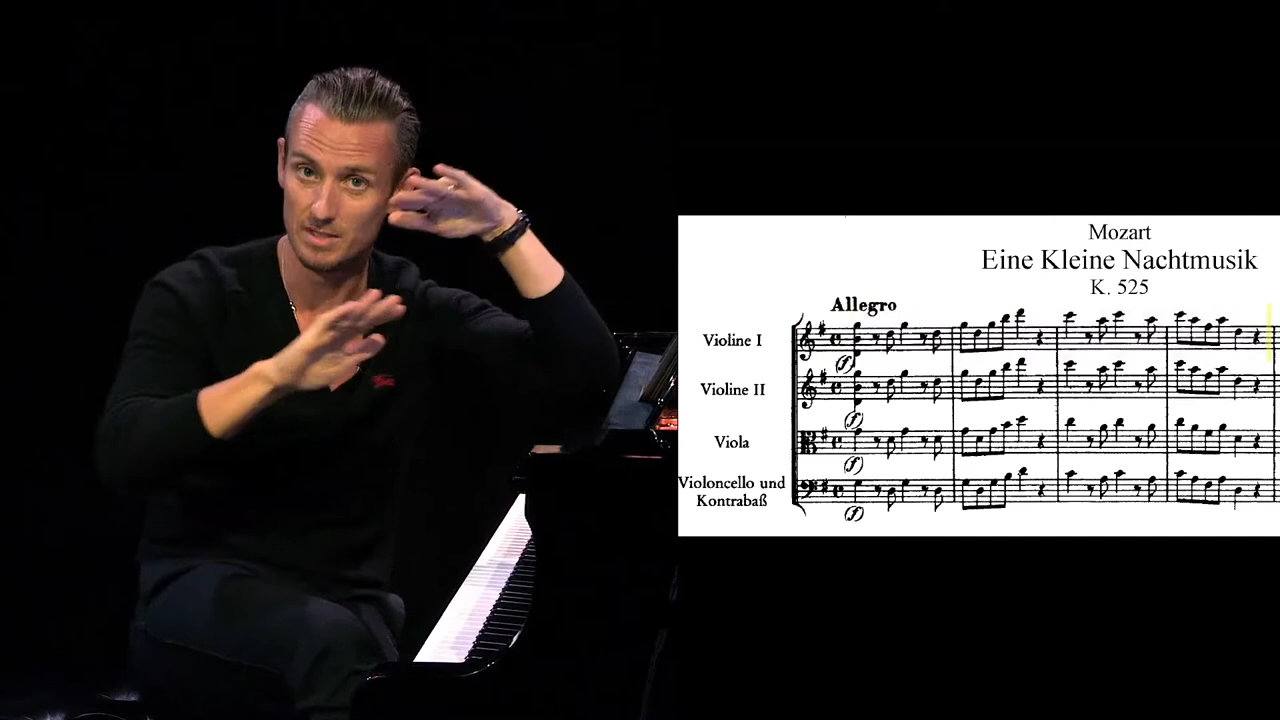 Mozart
Eine Kleine Nachtmusik
K. 525
Allegro
Violine I
(f)
Violine II
(f)
Viola
(f)
Violoncello und
Kontrabaß
(f)